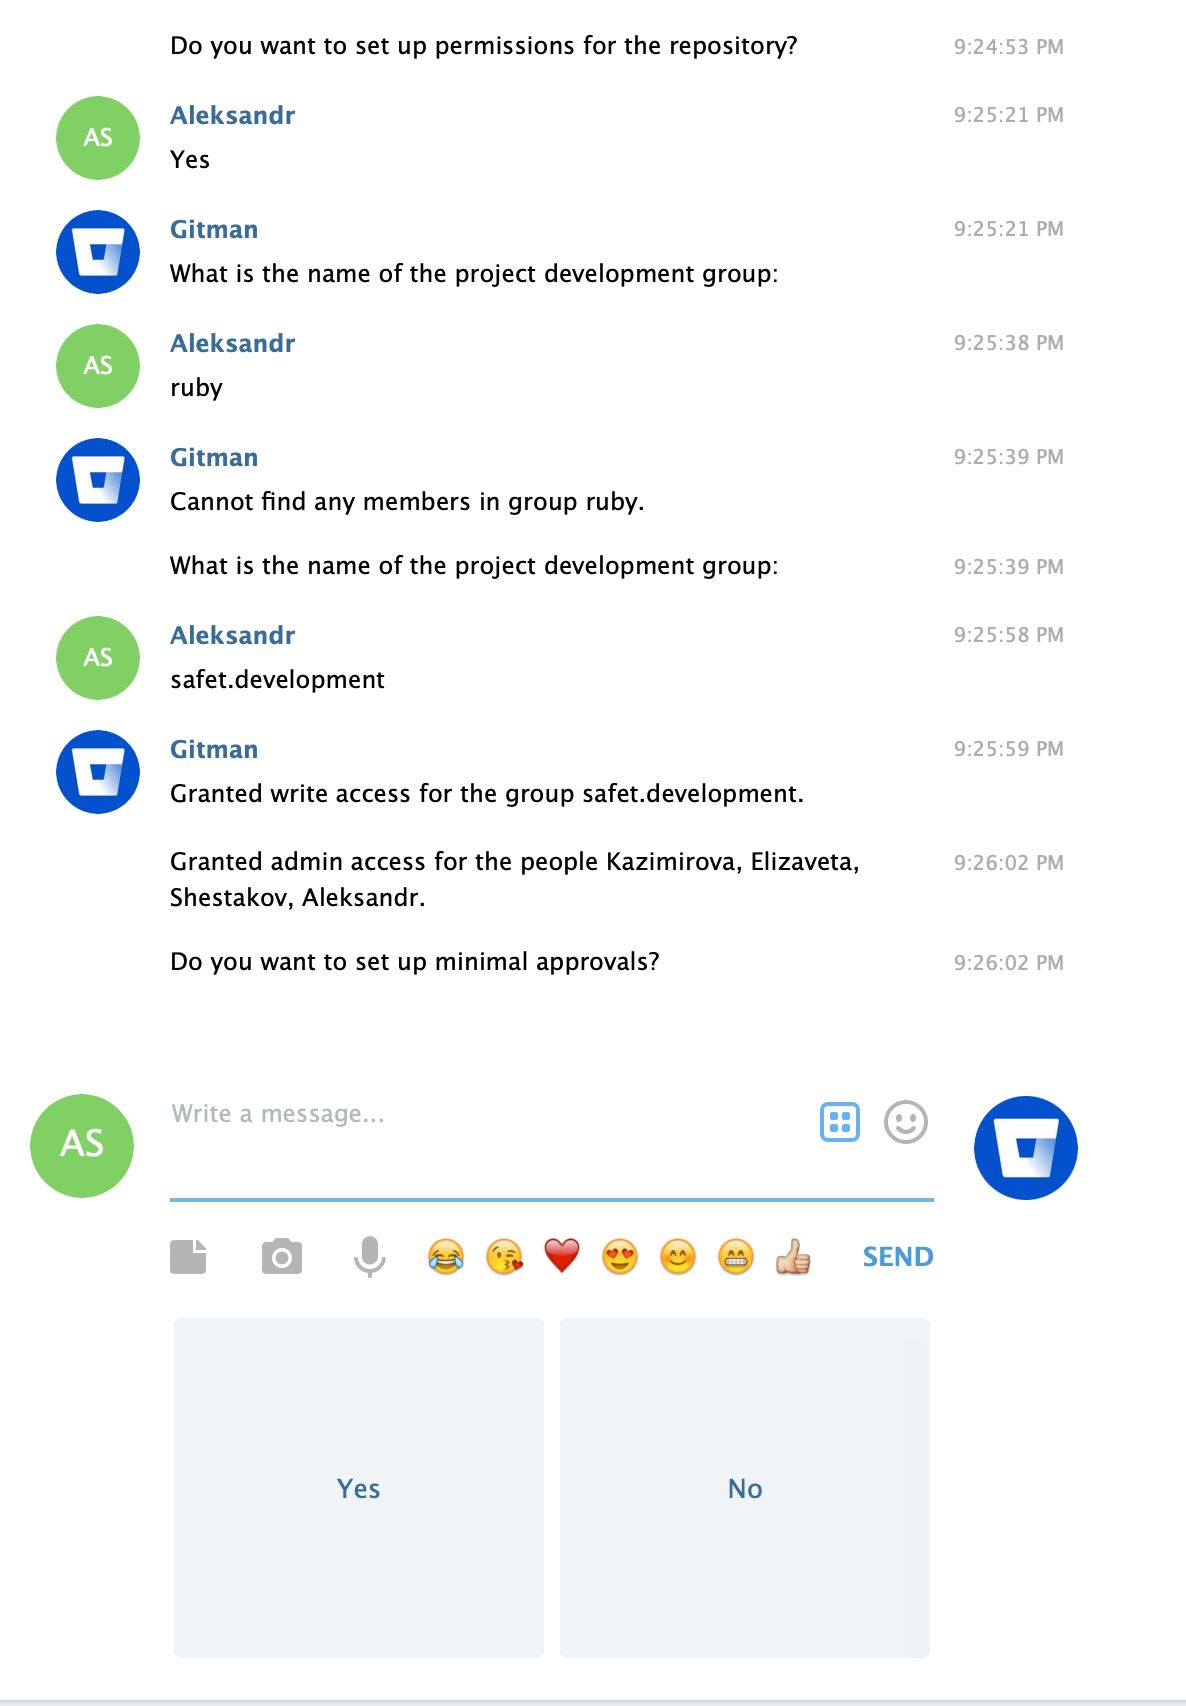 Do you want to set up permissions for the repository? 9:24:53 PM
AS Aleksandr 9:25:21 PM
Yes
Gitman 9:25:21 PM
What is the name of the project development group:
AS Aleksandr 9:25:38 PM
ruby
Gitman 9:25:39 PM
Cannot find any members in group ruby.
What is the name of the project development group: 9:25:39 PM
AS Aleksandr 9:25:58 PM
safet.development
Gitman 9:25:59 PM
Granted write access for the group safet.development.
Granted admin access for the people Kazimirova, Elizaveta, 9:26:02 PM
Shestakov, Aleksandr.
Do you want to set up minimal approvals? 9:26:02 PM
AS Write a message...
SEND
Yes No